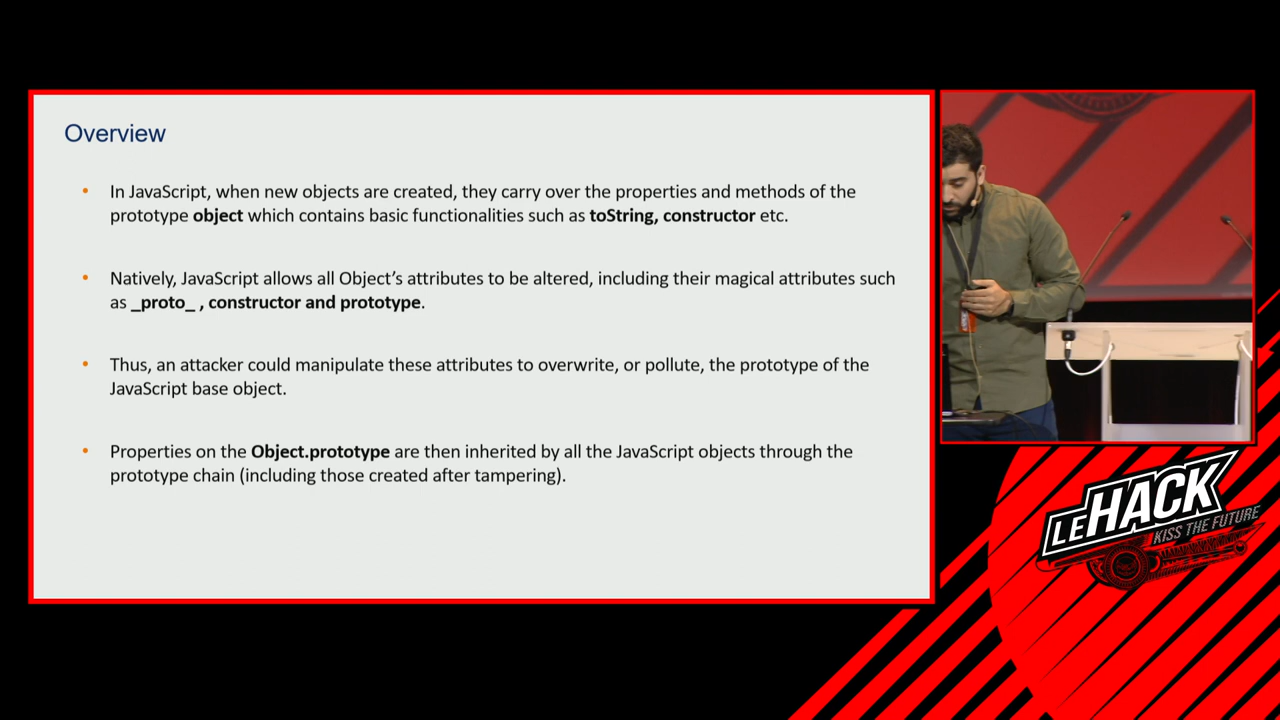 Overview
• In JavaScript, when new objects are created, they carry over the properties and methods of the
prototype object which contains basic functionalities such as toString, constructor etc.
• Natively, JavaScript allows all Object's attributes to be altered, including their magical attributes such
as _proto_ , constructor and prototype.
• Thus, an attacker could manipulate these attributes to overwrite, or pollute, the prototype of the
JavaScript base object.
• Properties on the Object.prototype are then inherited by all the JavaScript objects through the
prototype chain (including those created after tampering).
LEHACK
KISS THE FUTURE